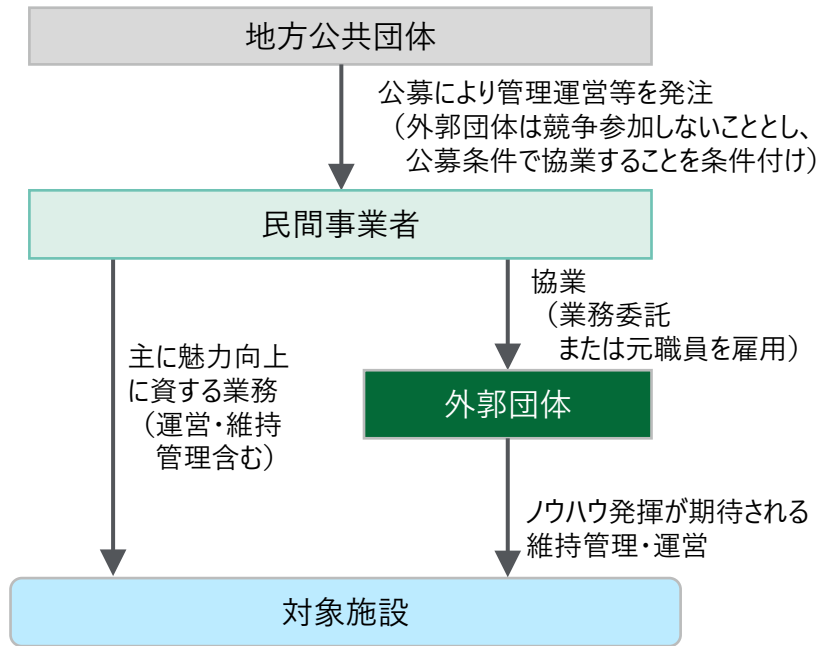 地方公共団体
公募により管理運営等を発注
（外郭団体は競争参加しないこととし、
公募条件で協業することを条件付け）
民間事業者
協業
（業務委託
または元職員を雇用）
主に魅力向上
に資する業務
（運営・維持
管理含む）
外郭団体
ノウハウ発揮が期待される
維持管理・運営
対象施設